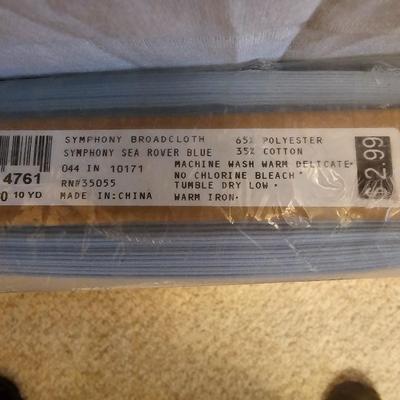 SYMPHONY BROADCLOTH 65% POLYESTER
SYMPHONY SEA ROVER BLUE 35% COTTON
044 IN 10171 MACHINE WASH WARM DELICATE•
4761 NO CHLORINE BLEACH•
RN#35055 TUMBLE DRY LOW•
0 10 YD MADE IN:CHINA WARM IRON•
$2.99